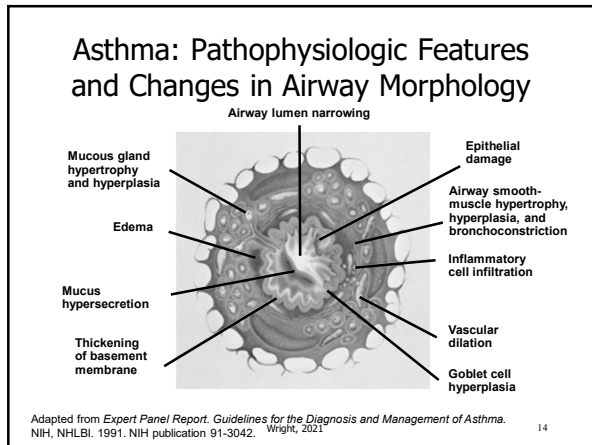 Asthma: Pathophysiologic Features
and Changes in Airway Morphology
Airway lumen narrowing
Mucous gland
hypertrophy
and hyperplasia
Edema
Mucus
hypersecretion
Thickening
of basement
membrane
Epithelial
damage
Airway smooth-
muscle hypertrophy,
hyperplasia, and
bronchoconstriction
Inflammatory
cell infiltration
Vascular
dilation
Goblet cell
hyperplasia
Adapted from Expert Panel Report. Guidelines for the Diagnosis and Management of Asthma.
NIH, NHLBI. 1991. NIH publication 91-3042.
Wright, 2021
14